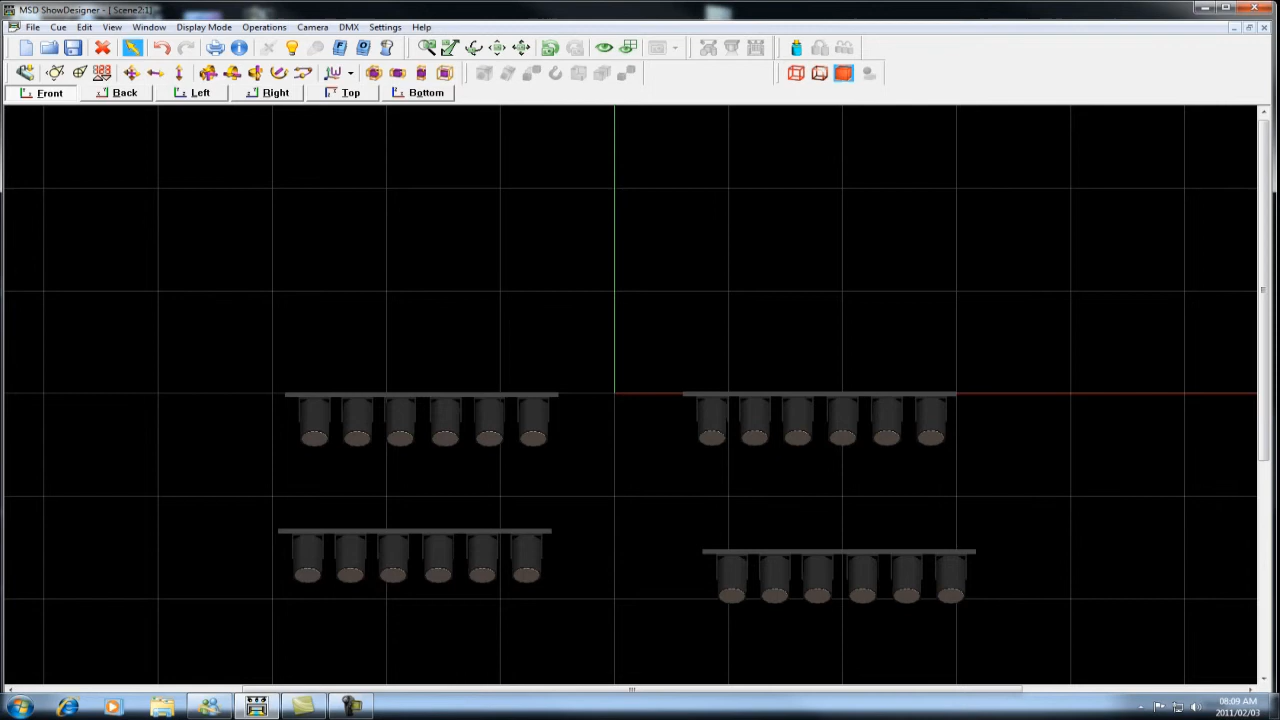 MSD ShowDesigner - [ Scene2:1)
File Cue Edit View Window Display Mode Operations Camera DMX Settings Help
Front Back Left Right Top Bottom
08:09 AM
2011/02/03